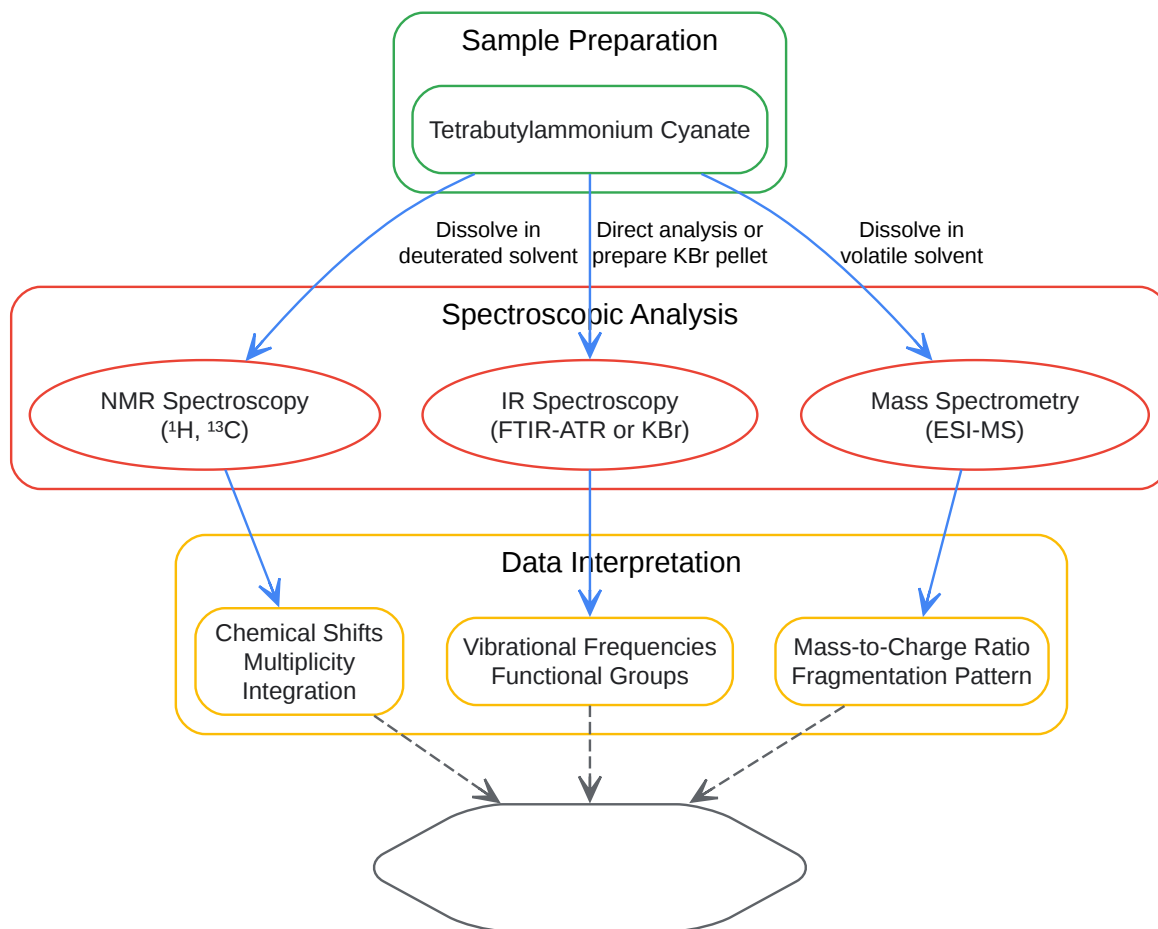 Sample Preparation
Tetrabutylammonium Cyanate
Dissolve in
deuterated solvent
Direct analysis or
prepare KBr pellet
Dissolve in
volatile solvent
Spectroscopic Analysis
NMR Spectroscopy
(¹H, ¹³C)
IR Spectroscopy
(FTIR-ATR or KBr)
Mass Spectrometry
(ESI-MS)
Data Interpretation
Chemical Shifts
Multiplicity
Integration
Vibrational Frequencies
Functional Groups
Mass-to-Charge Ratio
Fragmentation Pattern